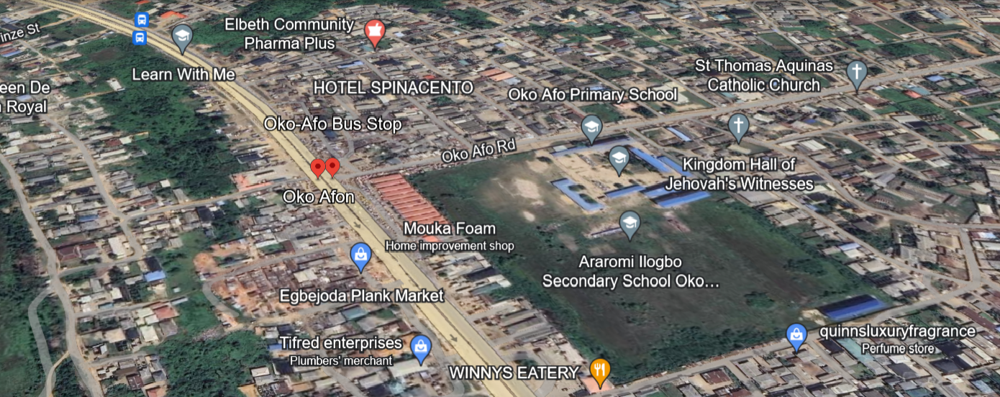 inze St
Elbeth Community
Pharma Plus
Learn With Me
een De
Royal
HOTEL SPINACENTO
Oko Afo Primary School
St Thomas Aquinas
Catholic Church
Oko-Afo Bus Stop
Oko Afo Rd
Kingdom Hall of
Jehovah's Witnesses
Oko Afon
Mouka Foam
Home improvement shop
Araromi Ilogbo
Secondary School Oko...
Egbejoda Plank Market
Tifred enterprises
Plumbers' merchant
quinnsluxuryfragrance
Perfume store
WINNYS EATERY